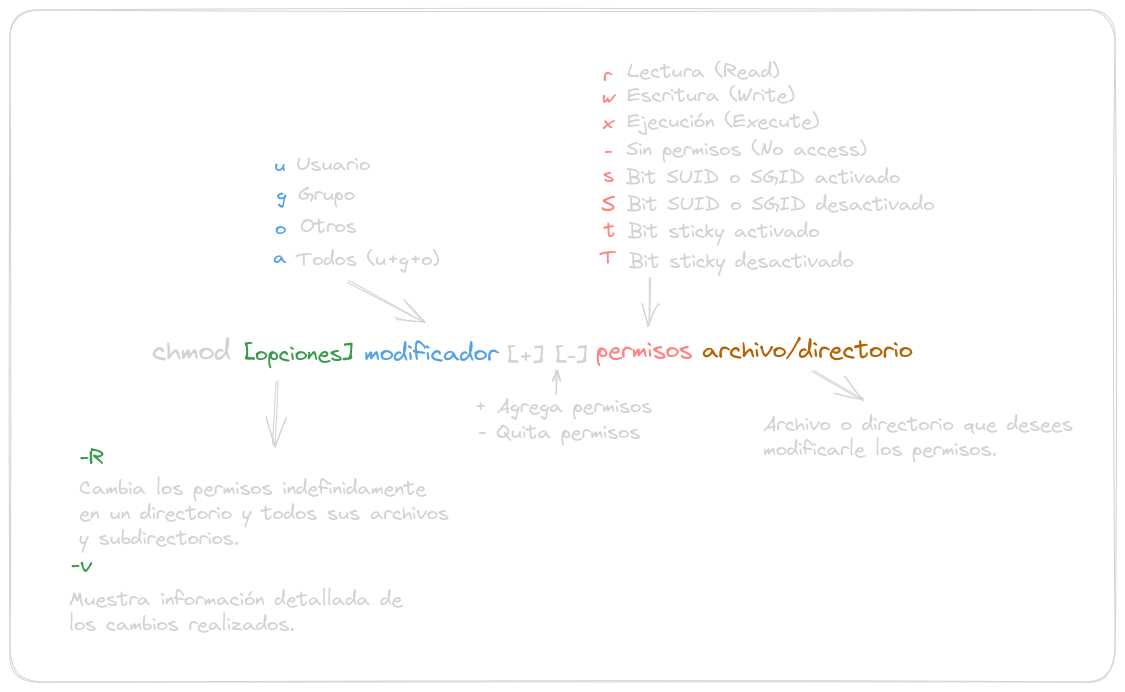 r Lectura (Read)
w Escritura (Write)
x Ejecución (Execute)
- Sin permisos (No access)
s Bit SUID o SGID activado
S Bit SUID o SGID desactivado
t Bit sticky activado
T Bit sticky desactivado
u Usuario
g Grupo
o Otros
a Todos (u+g+o)
chmod [opciones] modificador [+] [-] permisos archivo/directorio
+ Agrega permisos
- Quita permisos
Archivo o directorio que desees
modificarle los permisos.
-R
Cambia los permisos indefinidamente
en un directorio y todos sus archivos
y subdirectorios.
-v
Muestra información detallada de
los cambios realizados.